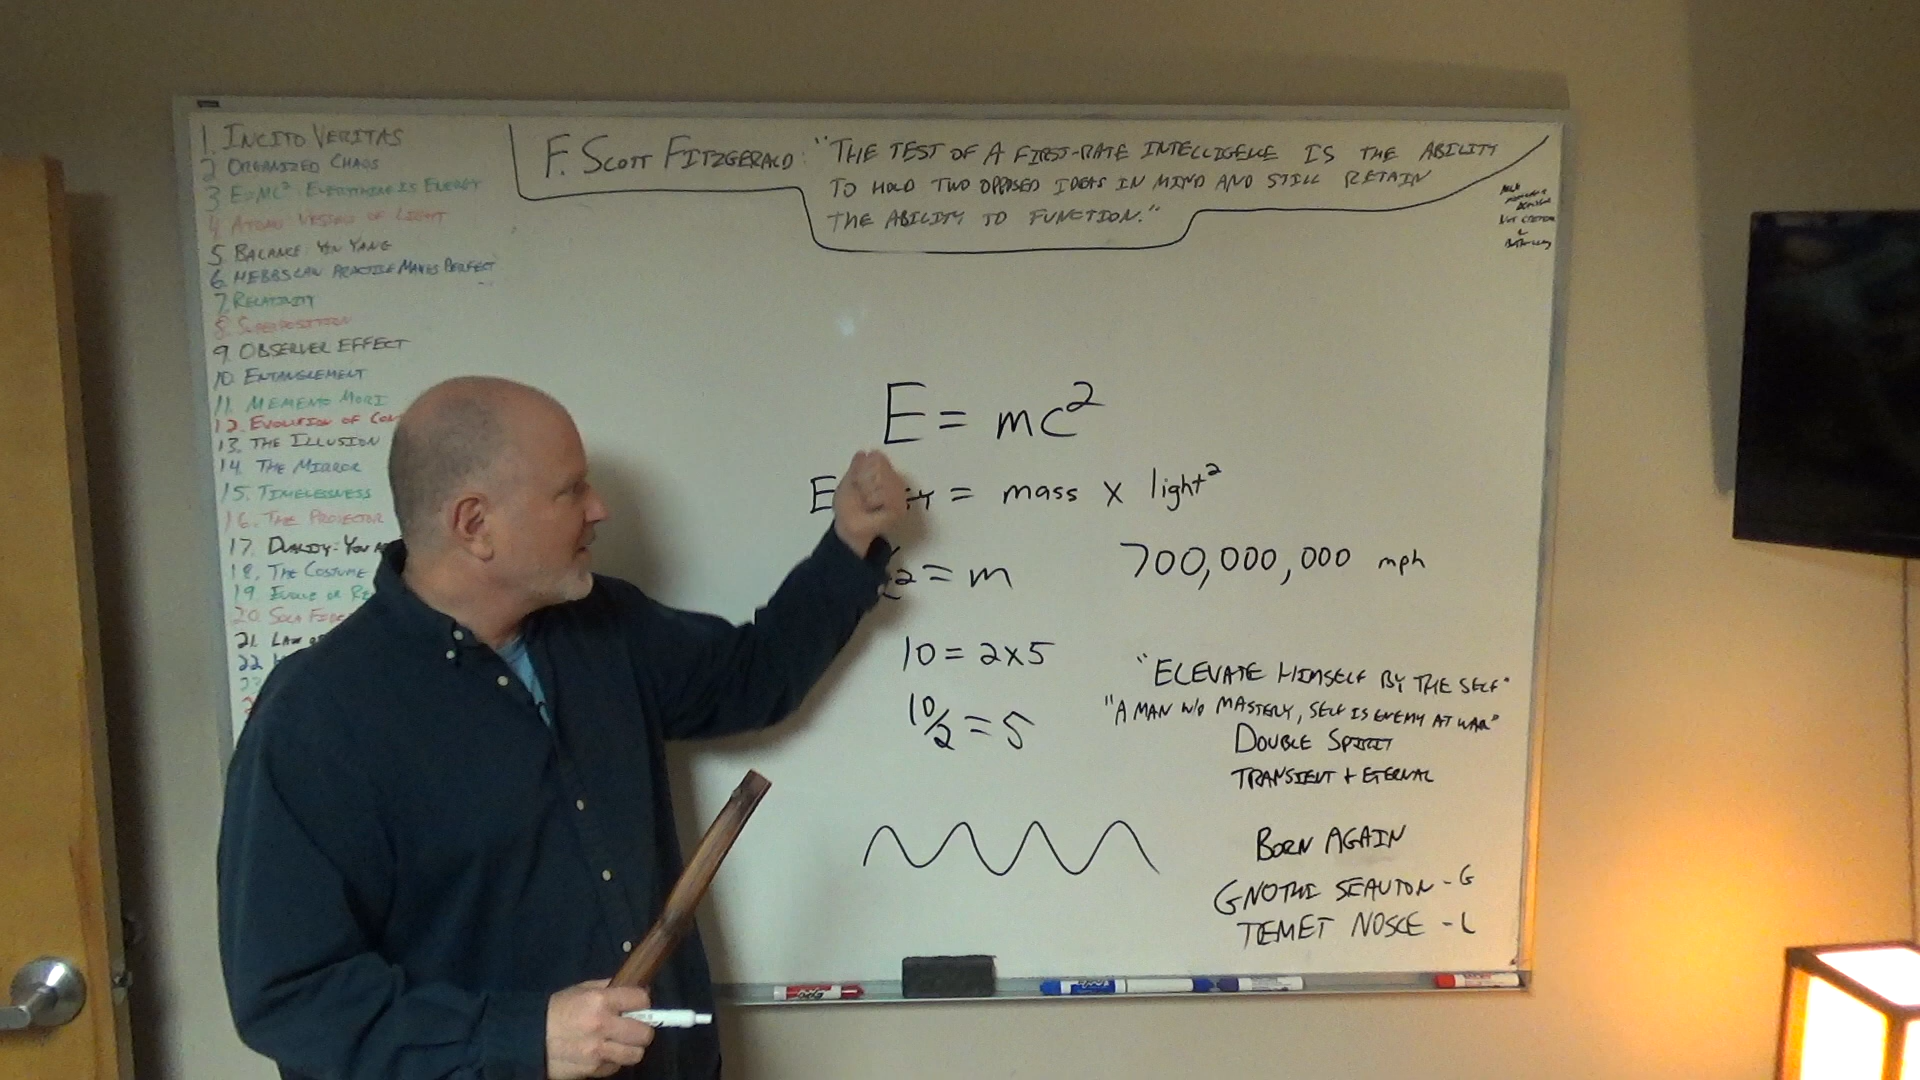 1. INCITO VERITAS
2 ORGANIZED CHAOS
3 E=MC² EVERYTHING IS ENERGY
4 ATOMS: VESSELS OF LIGHT
5 BALANCE: YIN YANG
6. HEBBS LAW PRACTICE MAKES PERFECT
7. RELATIVITY
8. SUPERPOSITION
9. OBSERVER EFFECT
10. ENTANGLEMENT
11. MEMENTO MORI
12. EVOLUTION OF CON
13. THE ILLUSION
14. THE MIRROR
15. TIMELESSNESS
16. THE PROJECTOR
17. DUALITY: YOU A
18. THE COSTUME
19. EVOLVE OR RE
20. SOLA FIDE
21. LAW OF
22
23
F. SCOTT FITZGERALD: "THE TEST OF A FIRST-RATE INTELLIGENCE IS THE ABILITY
TO HOLD TWO OPPOSED IDEAS IN MIND AND STILL RETAIN
THE ABILITY TO FUNCTION."
E = mc²
E = mass x light²
2 = m 700,000,000 mph
10 = 2x5
10/2 = 5
"ELEVATE HIMSELF BY THE SELF"
"A MAN W/O MASTERY, SELF IS ENEMY AT WAR"
DOUBLE SPIRIT
TRANSIENT + ETERNAL
BORN AGAIN
GNOTHI SEAUTON - G
TEMET NOSCE - L